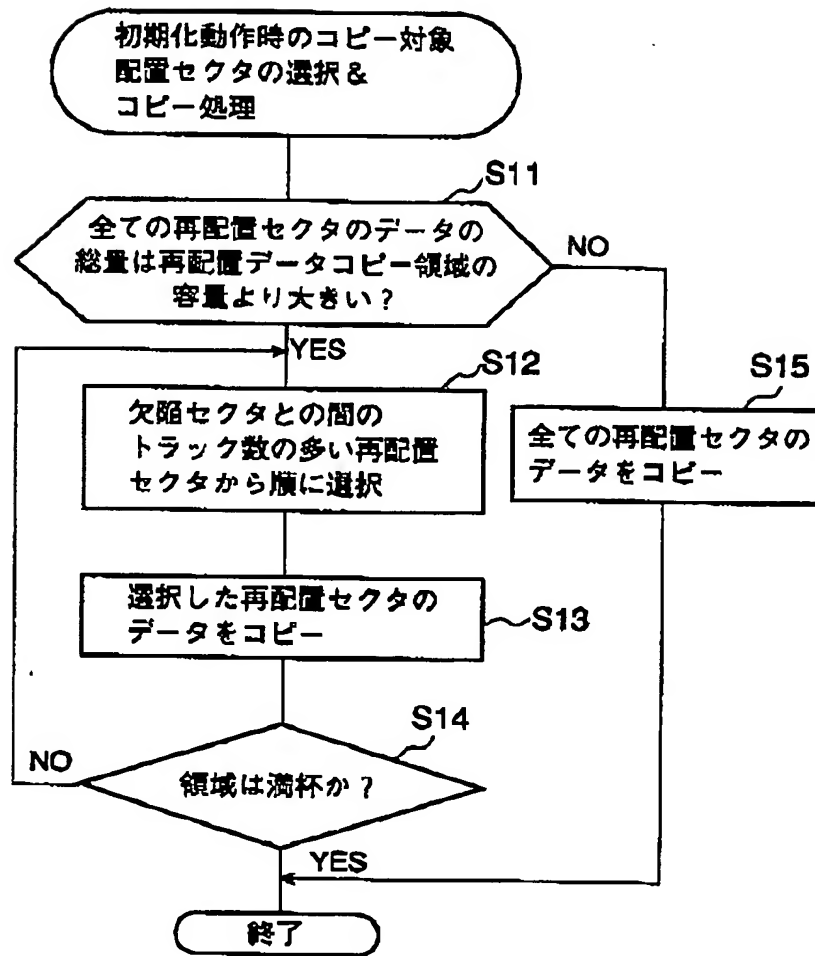 初期化動作時のコピー対象
配置セクタの選択＆
コピー処理
S11
全ての再配置セクタのデータの
総量は再配置データコピー領域の
容量より大きい？
NO
YES
S12
欠陥セクタとの間の
トラック数の多い再配置
セクタから順に選択
S15
全ての再配置セクタの
データをコピー
選択した再配置セクタの
データをコピー
S13
S14
NO
領域は満杯か？
YES
終了